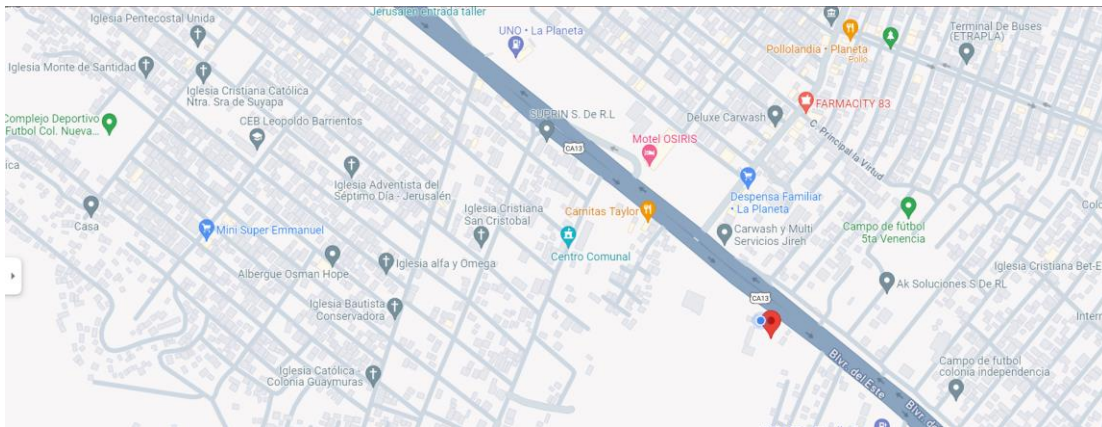 Jerusalen entrada taller
Iglesia Pentecostal Unida
UNO • La Planeta
Terminal De Buses
(ETRAPLA)
Pollolandia • Planeta
Pollo
Iglesia Monte de Santidad
Iglesia Cristiana Católica
Ntra. Sra de Suyapa
FARMACITY 83
Complejo Deportivo
Futbol Col. Nueva...
CEB Leopoldo Barrientos
SUPRIN S. De R.L
Deluxe Carwash
C. Principal la Virtud
Motel OSIRIS
CA13
Iglesia Adventista del
Séptimo Día - Jerusalén
Despensa Familiar
• La Planeta
Casa
Mini Super Emmanuel
Iglesia Cristiana
San Cristobal
Carnitas Taylor
Campo de fútbol
5ta Venencia
Carwash y Multi
Servicios Jireh
Centro Comunal
Albergue Osman Hope
Iglesia alfa y Omega
Iglesia Cristiana Bet-E
Ak Soluciones S De RL
Iglesia Bautista
Conservadora
CA13
Inter
Iglesia Católica -
Colonia Guaymuras
Blvr. del Este
Campo de futbol
colonia independencia
Blvr. de